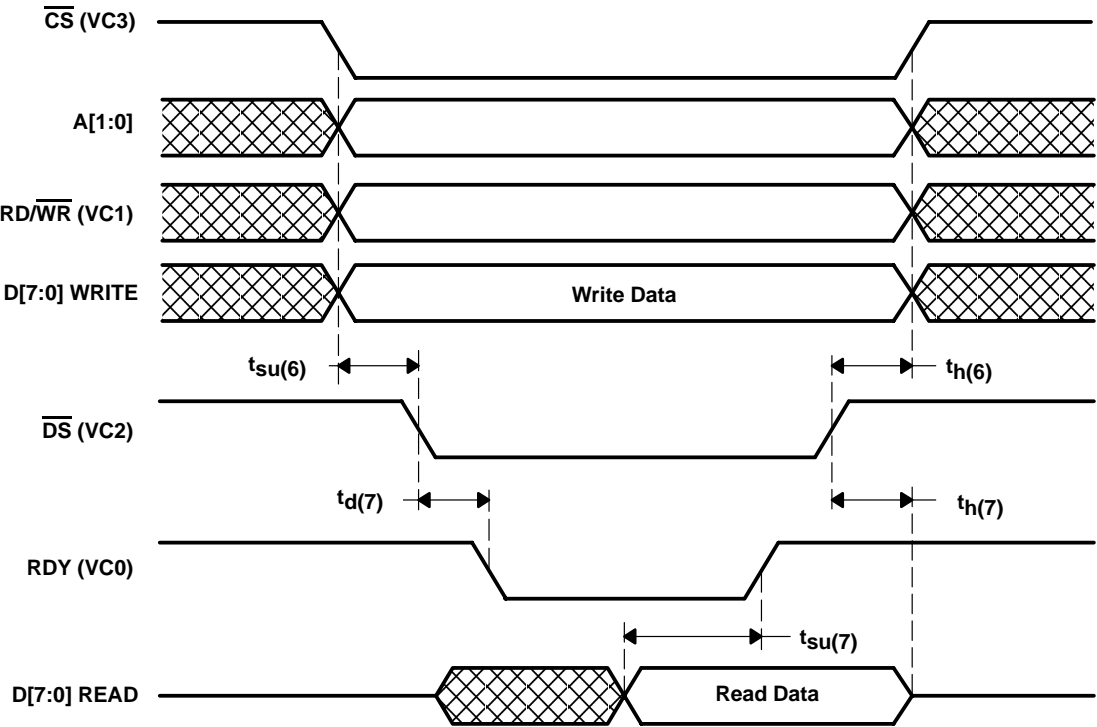 CS (VC3)
A[1:0]
RD/WR (VC1)
D[7:0] WRITE
Write Data
tsu(6)
th(6)
DS (VC2)
td(7)
th(7)
RDY (VC0)
tsu(7)
D[7:0] READ
Read Data